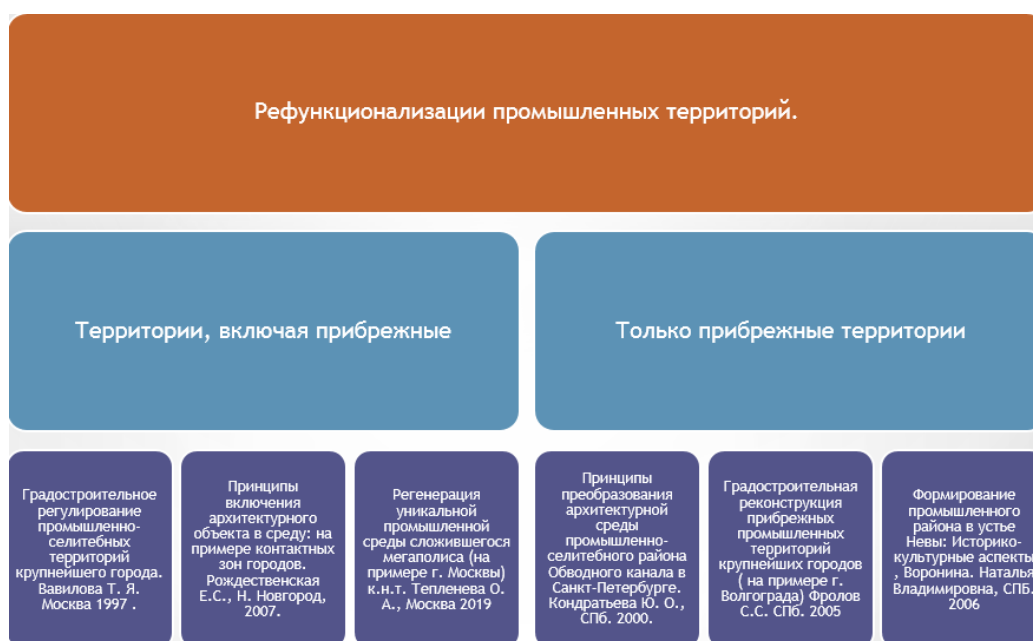 Рефункционализации промышленных территорий.
Территории, включая прибрежные
Только прибрежные территории
Градостроительное
регулирование
промышленно-
селитебных
территорий
крупнейшего города.
Вавилова Т. Я.
Москва 1997 .
Принципы
включения
архитектурного
объекта в среду: на
примере контактных
зон городов.
Рождественская
Е.С., Н. Новгород,
2007.
Регенерация
уникальной
промышленной
среды сложившегося
мегаполиса (на
примере г. Москвы)
к.н.т. Тепленева О.
А., Москва 2019
Принципы
преобразования
архитектурной
среды
промышленно-
селитебного района
Обводного канала в
Санкт-Петербурге.
Кондратьева Ю. О.,
СПб. 2000.
Градостроительная
реконструкция
прибрежных
промышленных
территорий
крупнейших городов
( на примере г.
Волгограда) Фролов
С.С. СПб. 2005
Формирование
промышленного
района в устье
Невы: Историко-
культурные аспекты
, Воронина. Наталья
Владимировна, СПБ.
2006